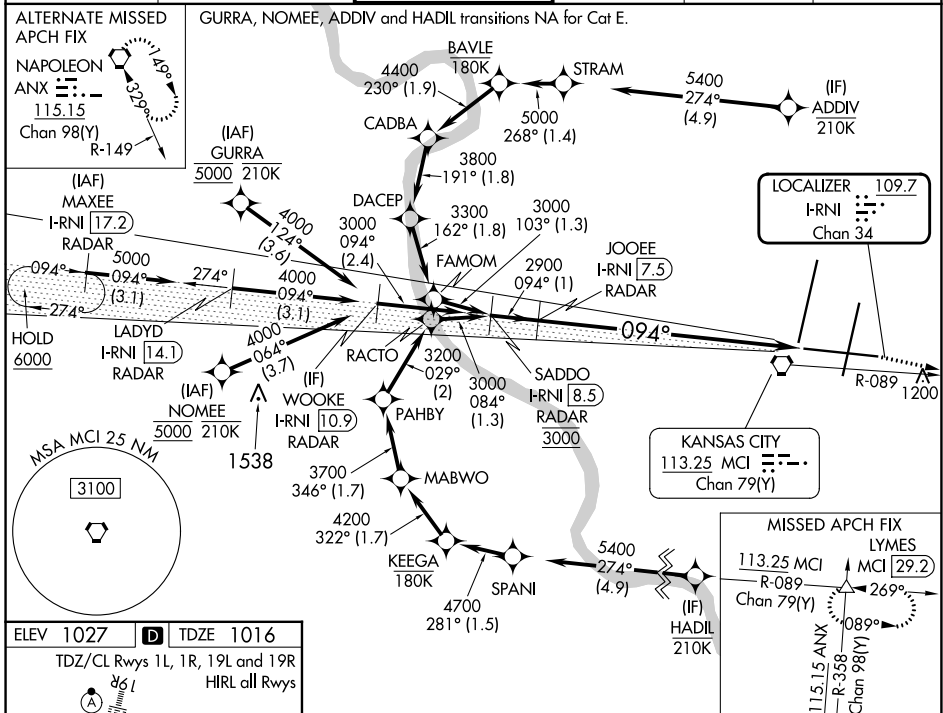 ALTERNATE MISSED
APCH FIX
NAPOLEON
ANX
115.15
Chan 98(Y)
149°
329°
R-149
GURRA, NOMEE, ADDIV and HADIL transitions NA for Cat E.
BAVLE
180K
STRAM
4400
230° (1.9)
5000
268° (1.4)
5400
274°
(4.9)
(IF)
ADDIV
210K
CADBA
(IAF)
GURRA
5000 210K
3800
191° (1.8)
LOCALIZER 109.7
I-RNI
Chan 34
(IAF)
MAXEE
I-RNI 17.2
RADAR
DACEP
4000
124°
(3.6)
3000
094°
(2.4)
3300
162° (1.8)
3000
103° (1.3)
FAMOM
2900
094° (1)
JOOEE
I-RNI 7.5
RADAR
094°
5000
094°
(3.1)
274°
4000
094°
(3.1)
094°
274°
HOLD
6000
LADYD
I-RNI 14.1
RADAR
4000
064°
(3.7)
RACTO
(IF)
WOOKE
I-RNI 10.9
RADAR
3200
029°
(2)
3000
084°
(1.3)
SADDO
I-RNI 8.5
RADAR
3000
R-089
1200
(IAF)
NOMEE
5000 210K
1538
PAHBY
KANSAS CITY
113.25 MCI
Chan 79(Y)
MSA MCI 25 NM
3100
3700
346° (1.7)
MABWO
4200
322° (1.7)
KEEGA
180K
SPANI
4700
281° (1.5)
5400
274°
(4.9)
(IF)
HADIL
210K
MISSED APCH FIX
LYMES
MCI 29.2
113.25 MCI
R-089
Chan 79(Y)
269°
089°
115.15 ANX
R-358
Chan 98(Y)
ELEV 1027 D TDZE 1016
TDZ/CL Rwys 1L, 1R, 19L and 19R
HIRL all Rwys
19R
A